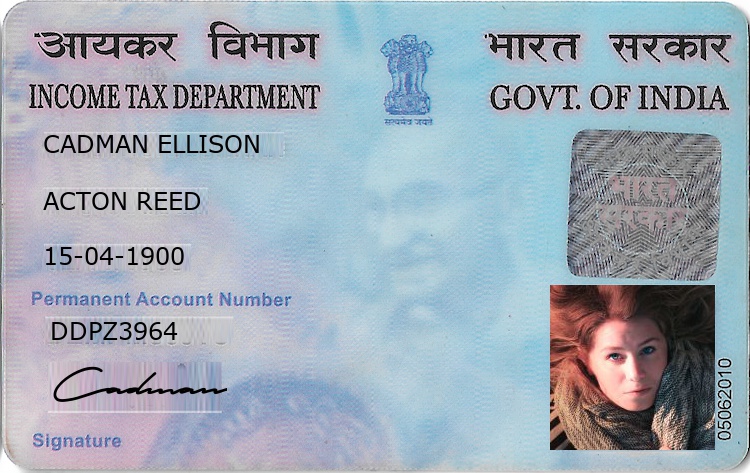 आयकर विभाग
भारत सरकार
INCOME TAX DEPARTMENT
GOVT. OF INDIA
सत्यमेव जयते
CADMAN ELLISON
ACTON REED
15-04-1900
Permanent Account Number
DDPZ3964
Cadman
Signature
भारत
सरकार
05062010